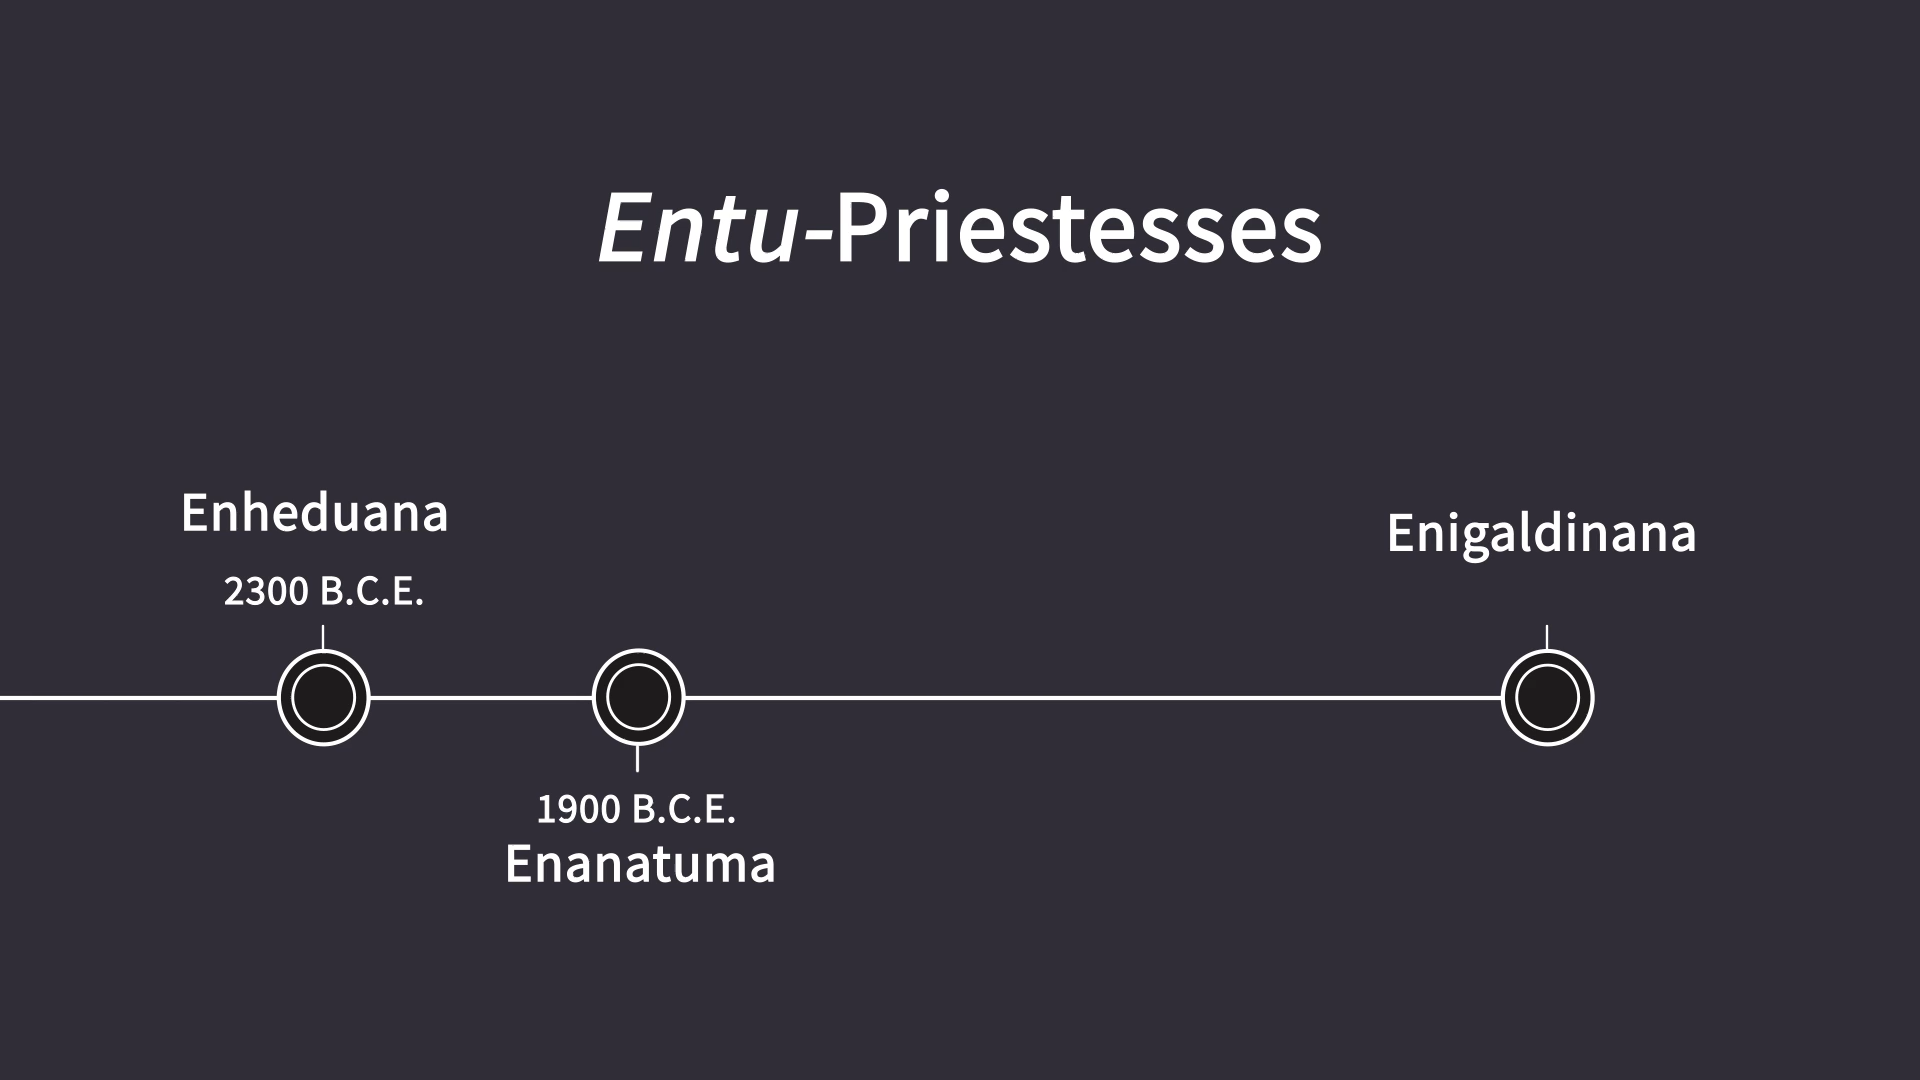 Entu-Priestesses
Enheduana
2300 B.C.E.
Enigaldinana
1900 B.C.E.
Enanatuma